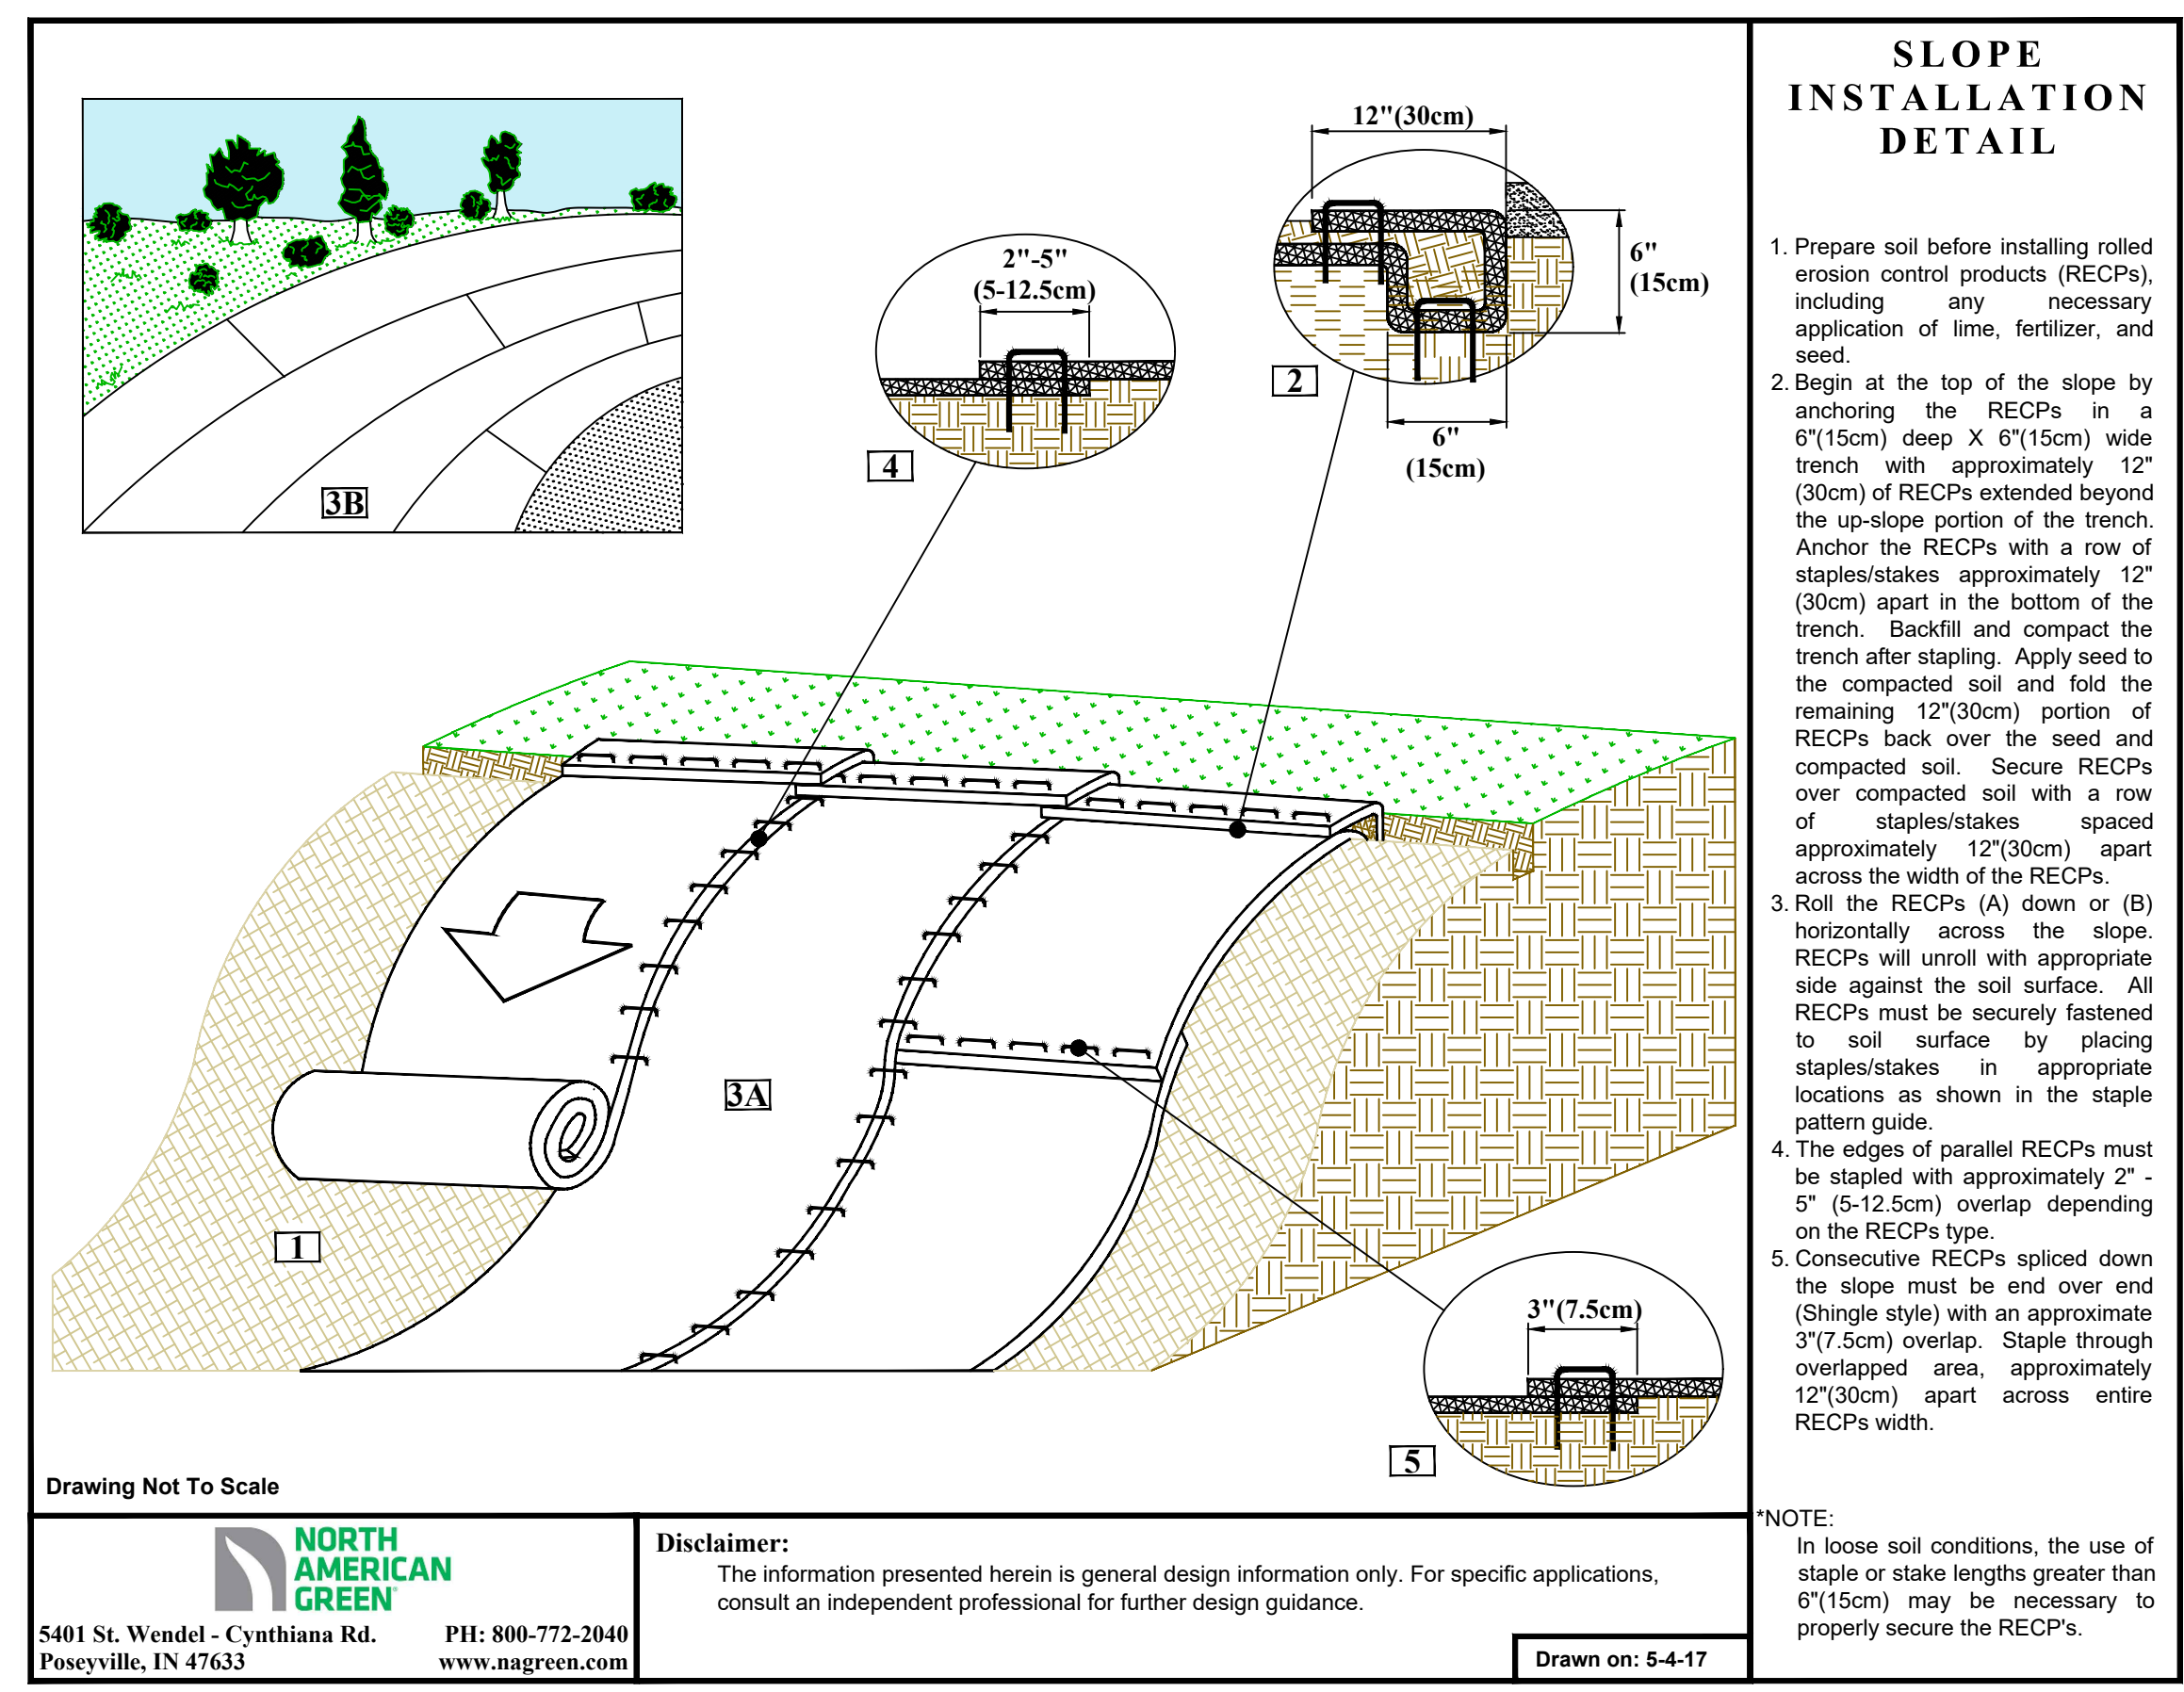 SLOPE
INSTALLATION
DETAIL
12"(30cm)
6"
(15cm)
2
6"
(15cm)
2"-5"
(5-12.5cm)
4
3B
3A
1
3"(7.5cm)
5
Drawing Not To Scale
1. Prepare soil before installing rolled
erosion control products (RECPs),
including any necessary
application of lime, fertilizer, and
seed.
2. Begin at the top of the slope by
anchoring the RECPs in a
6"(15cm) deep X 6"(15cm) wide
trench with approximately 12"
(30cm) of RECPs extended beyond
the up-slope portion of the trench.
Anchor the RECPs with a row of
staples/stakes approximately 12"
(30cm) apart in the bottom of the
trench. Backfill and compact the
trench after stapling. Apply seed to
the compacted soil and fold the
remaining 12"(30cm) portion of
RECPs back over the seed and
compacted soil. Secure RECPs
over compacted soil with a row
of staples/stakes spaced
approximately 12"(30cm) apart
across the width of the RECPs.
3. Roll the RECPs (A) down or (B)
horizontally across the slope.
RECPs will unroll with appropriate
side against the soil surface. All
RECPs must be securely fastened
to soil surface by placing
staples/stakes in appropriate
locations as shown in the staple
pattern guide.
4. The edges of parallel RECPs must
be stapled with approximately 2" -
5" (5-12.5cm) overlap depending
on the RECPs type.
5. Consecutive RECPs spliced down
the slope must be end over end
(Shingle style) with an approximate
3"(7.5cm) overlap. Staple through
overlapped area, approximately
12"(30cm) apart across entire
RECPs width.
*NOTE:
In loose soil conditions, the use of
staple or stake lengths greater than
6"(15cm) may be necessary to
properly secure the RECP's.
NORTH
AMERICAN
GREEN®
5401 St. Wendel - Cynthiana Rd. PH: 800-772-2040
Poseyville, IN 47633 www.nagreen.com
Disclaimer:
The information presented herein is general design information only. For specific applications,
consult an independent professional for further design guidance.
Drawn on: 5-4-17